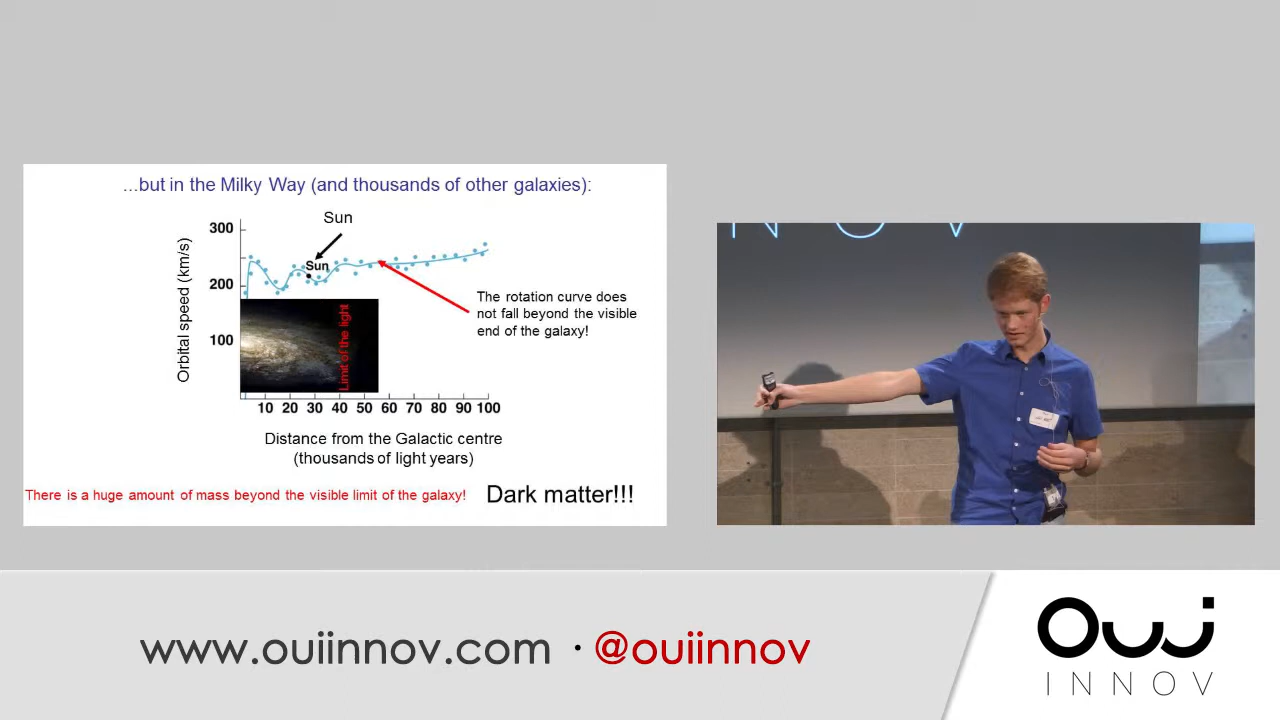 ...but in the Milky Way (and thousands of other galaxies):
Sun
300
Sun
200
100
Orbital speed (km/s)
Limit of the light
The rotation curve does
not fall beyond the visible
end of the galaxy!
10 20 30 40 50 60 70 80 90 100
Distance from the Galactic centre
(thousands of light years)
There is a huge amount of mass beyond the visible limit of the galaxy! Dark matter!!!
N O V
www.ouiinnov.com · @ouiinnov
Oui
INNOV